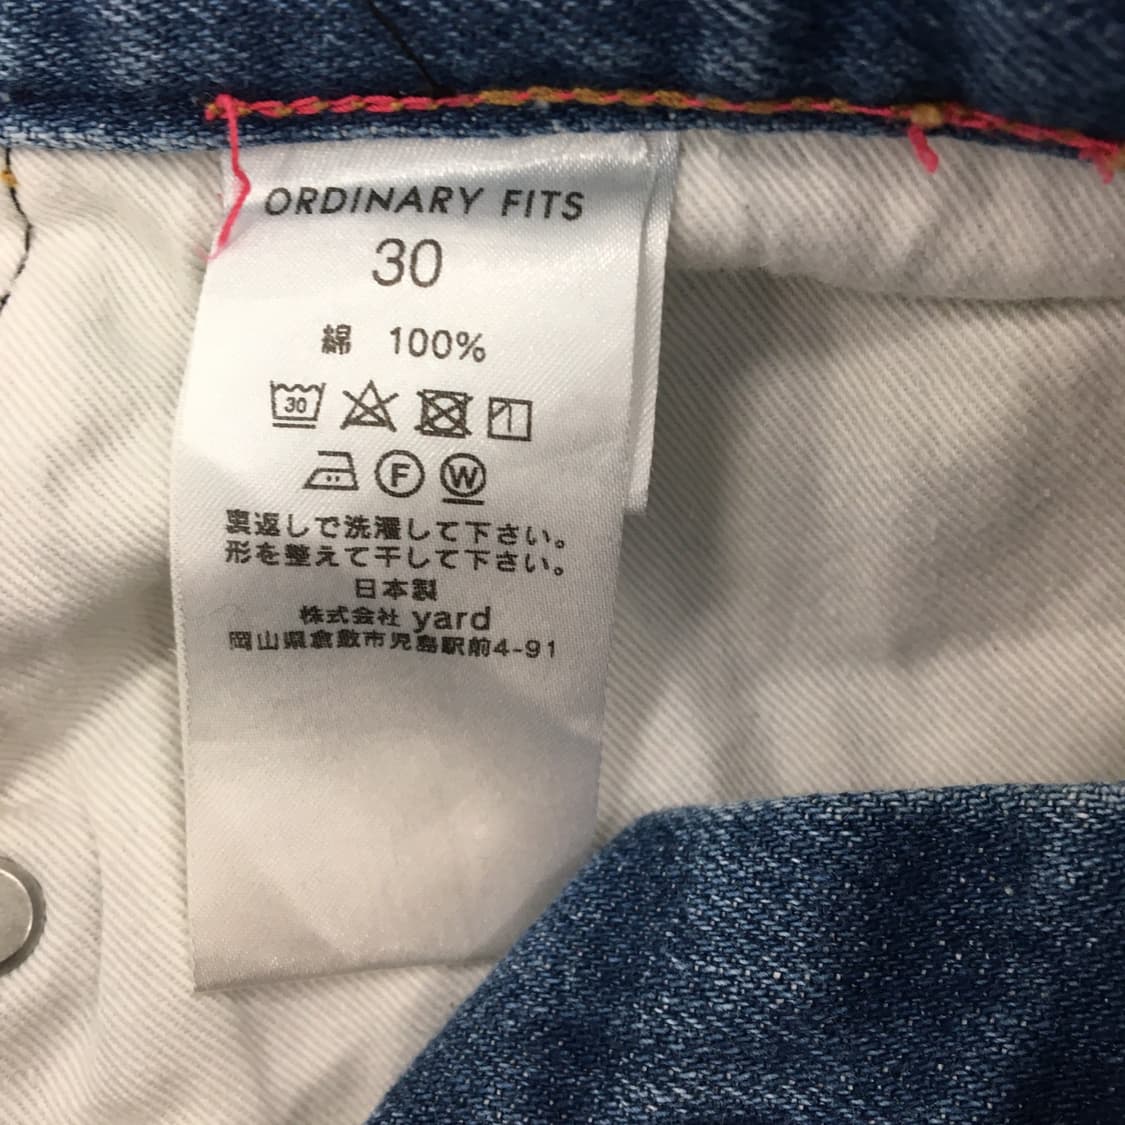 ORDINARY FITS
30
綿 100%
30
F W
裏返しで洗濯して下さい。
形を整えて干して下さい。
日本製
株式会社 yard
岡山県倉敷市児島駅前4-91